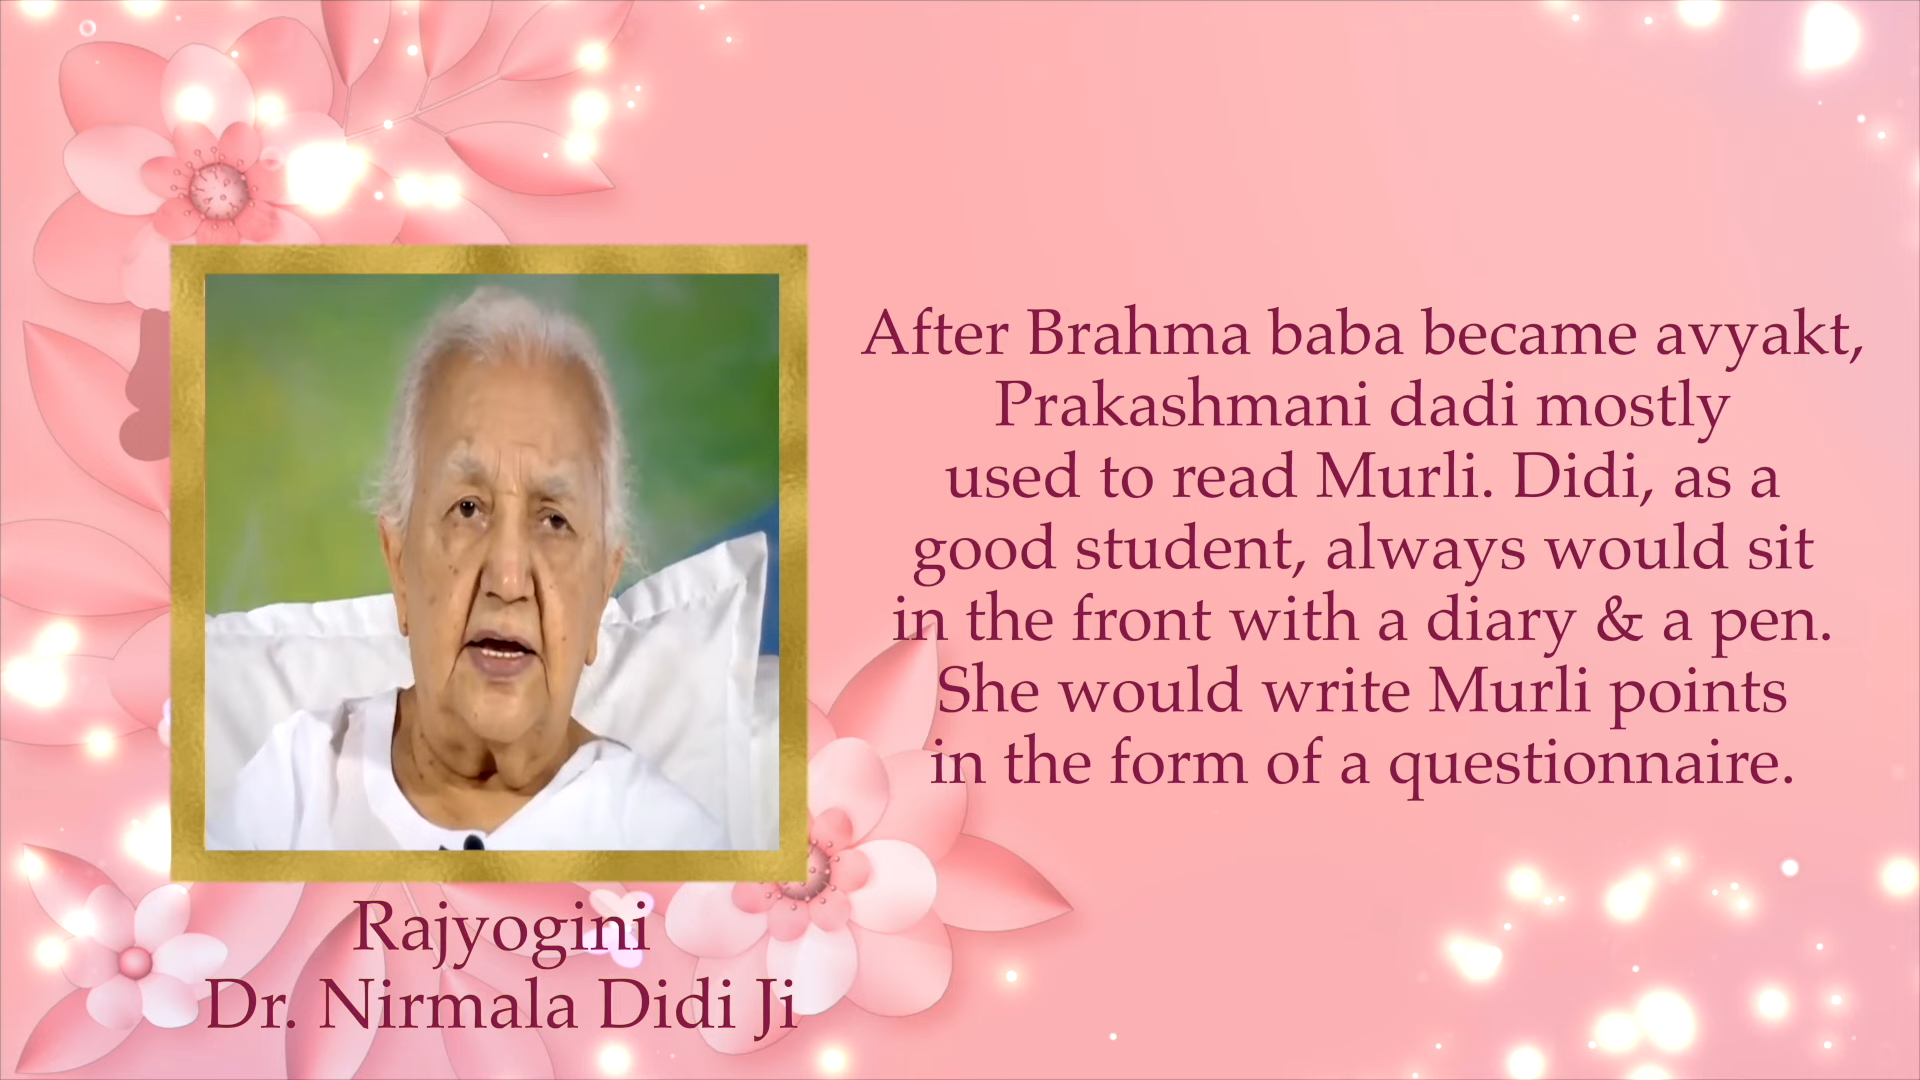 After Brahma baba became avyakt,
Prakashmani dadi mostly
used to read Murli. Didi, as a
good student, always would sit
in the front with a diary & a pen.
She would write Murli points
in the form of a questionnaire.
Rajyogini
Dr. Nirmala Didi Ji